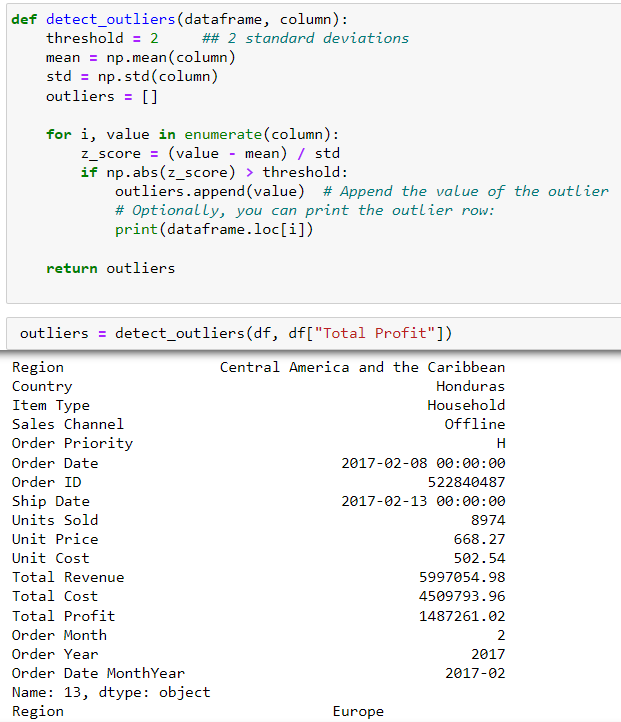 def detect_outliers(dataframe, column):
    threshold = 2      ## 2 standard deviations
    mean = np.mean(column)
    std = np.std(column)
    outliers = []
    for i, value in enumerate(column):
        z_score = (value - mean) / std
        if np.abs(z_score) > threshold:
            outliers.append(value)  # Append the value of the outlier
            # Optionally, you can print the outlier row:
            print(dataframe.loc[i])
    return outliers
outliers = detect_outliers(df, df["Total Profit"])
Region                    Central America and the Caribbean
Country                                            Honduras
Item Type                                         Household
Sales Channel                                       Offline
Order Priority                                            H
Order Date                              2017-02-08 00:00:00
Order ID                                          522840487
Ship Date                               2017-02-13 00:00:00
Units Sold                                             8974
Unit Price                                           668.27
Unit Cost                                            502.54
Total Revenue                                    5997054.98
Total Cost                                       4509793.96
Total Profit                                     1487261.02
Order Month                                               2
Order Year                                             2017
Order Date MonthYear                                2017-02
Name: 13, dtype: object
Region                                  Europe